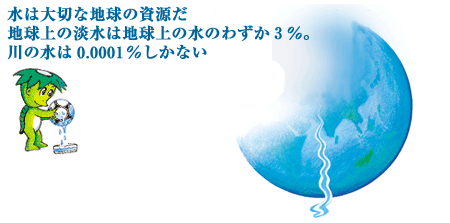 水は大切な地球の資源だ
地球上の淡水は地球上の水のわずか3%。
川の水は0.0001%しかない